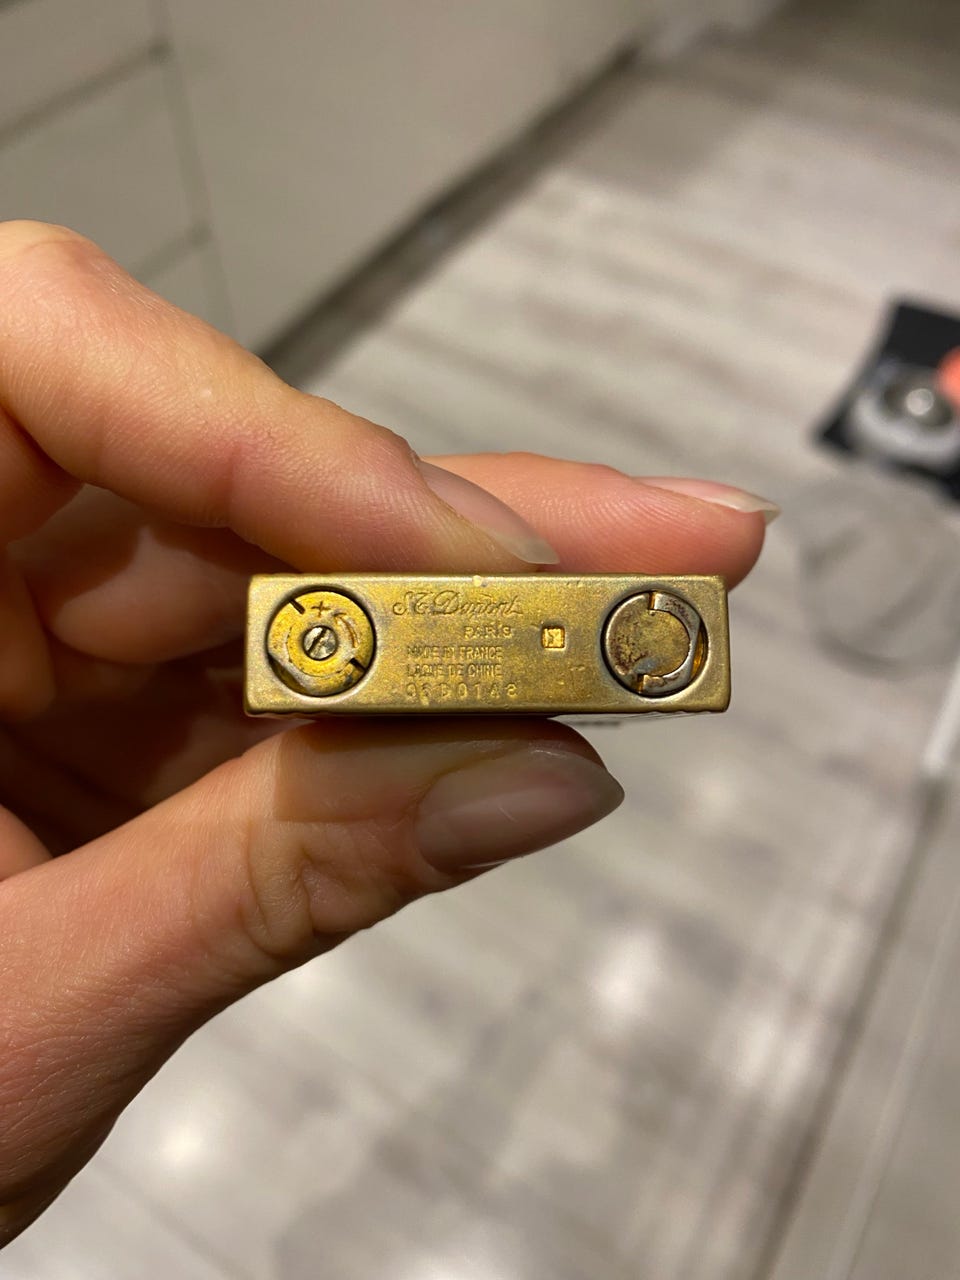 S.T. Dupont
PARIS
MADE IN FRANCE
LAQUE DE CHINE
+